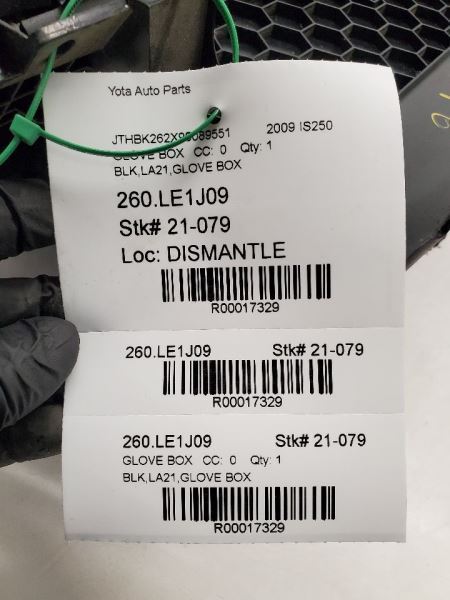 Yota Auto Parts
2009 IS250
GLOVE BOX CC: 0 Qty: 1
BLK,LA21,GLOVE BOX
260.LE1J09
Stk# 21-079
Loc: DISMANTLE
R00017329
260.LE1J09 Stk# 21-079
R00017329
260.LE1J09 Stk# 21-079
GLOVE BOX CC: 0 Qty: 1
BLK,LA21,GLOVE BOX
R00017329